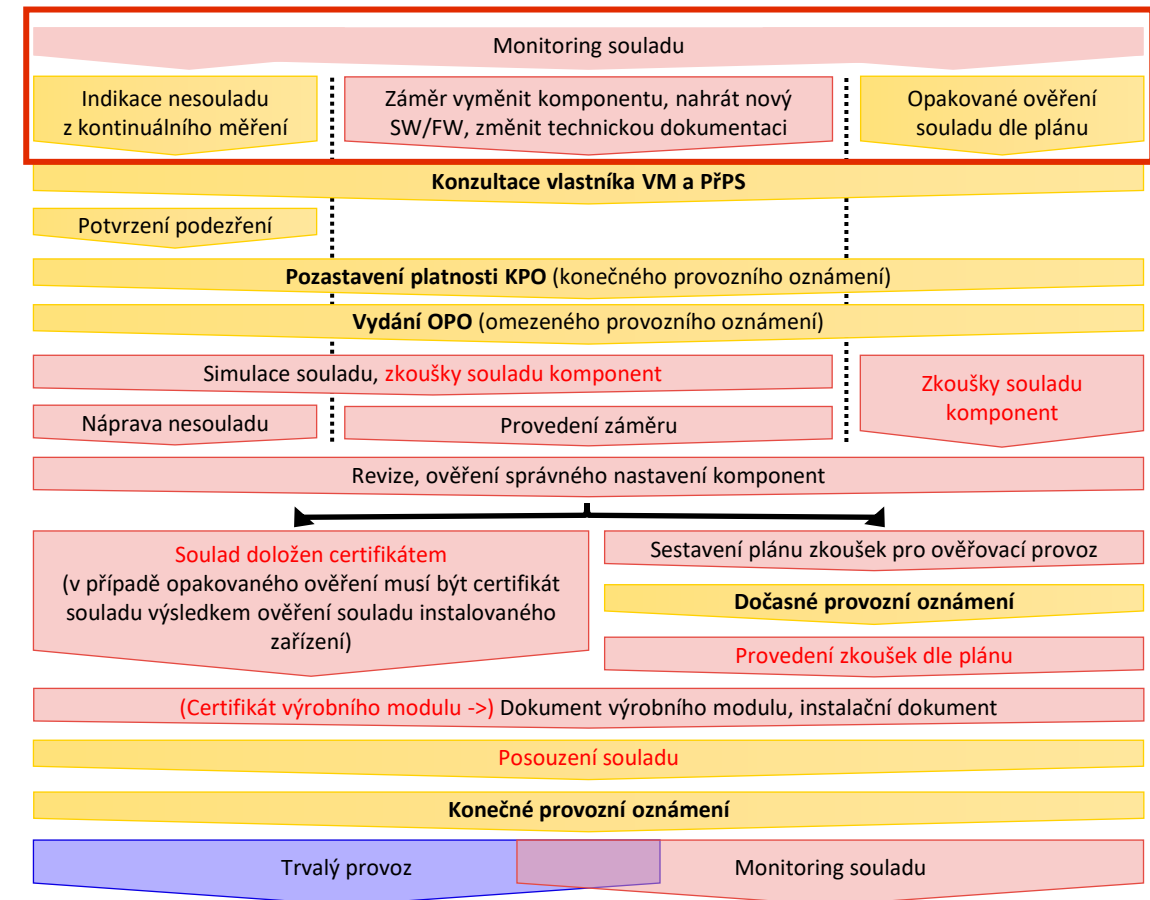 Monitoring souladu
Indikace nesouladu
z kontinuálního měření
Záměr vyměnit komponentu, nahrát nový
SW/FW, změnit technickou dokumentaci
Opakované ověření
souladu dle plánu
Konzultace vlastníka VM a PřPS
Potvrzení podezření
Pozastavení platnosti KPO (konečného provozního oznámení)
Vydání OPO (omezeného provozního oznámení)
Simulace souladu, zkoušky souladu komponent
Zkoušky souladu
komponent
Náprava nesouladu
Provedení záměru
Revize, ověření správného nastavení komponent
Soulad doložen certifikátem
(v případě opakovaného ověření musí být certifikát
souladu výsledkem ověření souladu instalovaného
zařízení)
Sestavení plánu zkoušek pro ověřovací provoz
Dočasné provozní oznámení
Provedení zkoušek dle plánu
(Certifikát výrobního modulu ->) Dokument výrobního modulu, instalační dokument
Posouzení souladu
Konečné provozní oznámení
Trvalý provoz
Monitoring souladu